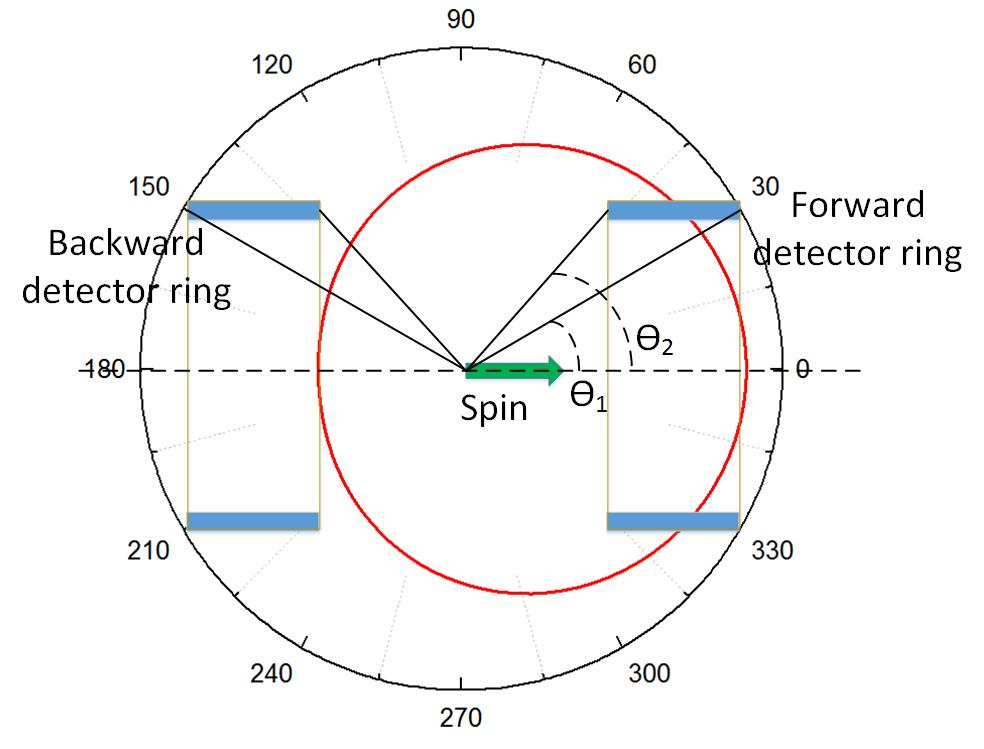 90
120
60
150
30
Forward
detector ring
Backward
detector ring
ϴ2
180
0
ϴ1
Spin
210
330
240
300
270